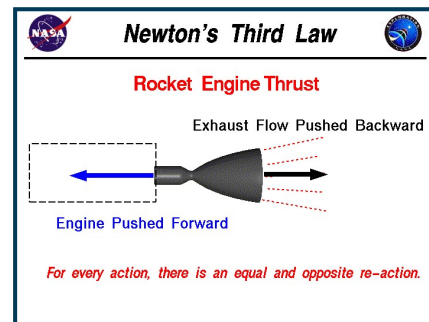 NASA
Newton's Third Law
Rocket Engine Thrust
Exhaust Flow Pushed Backward
Engine Pushed Forward
For every action, there is an equal and opposite re-action.